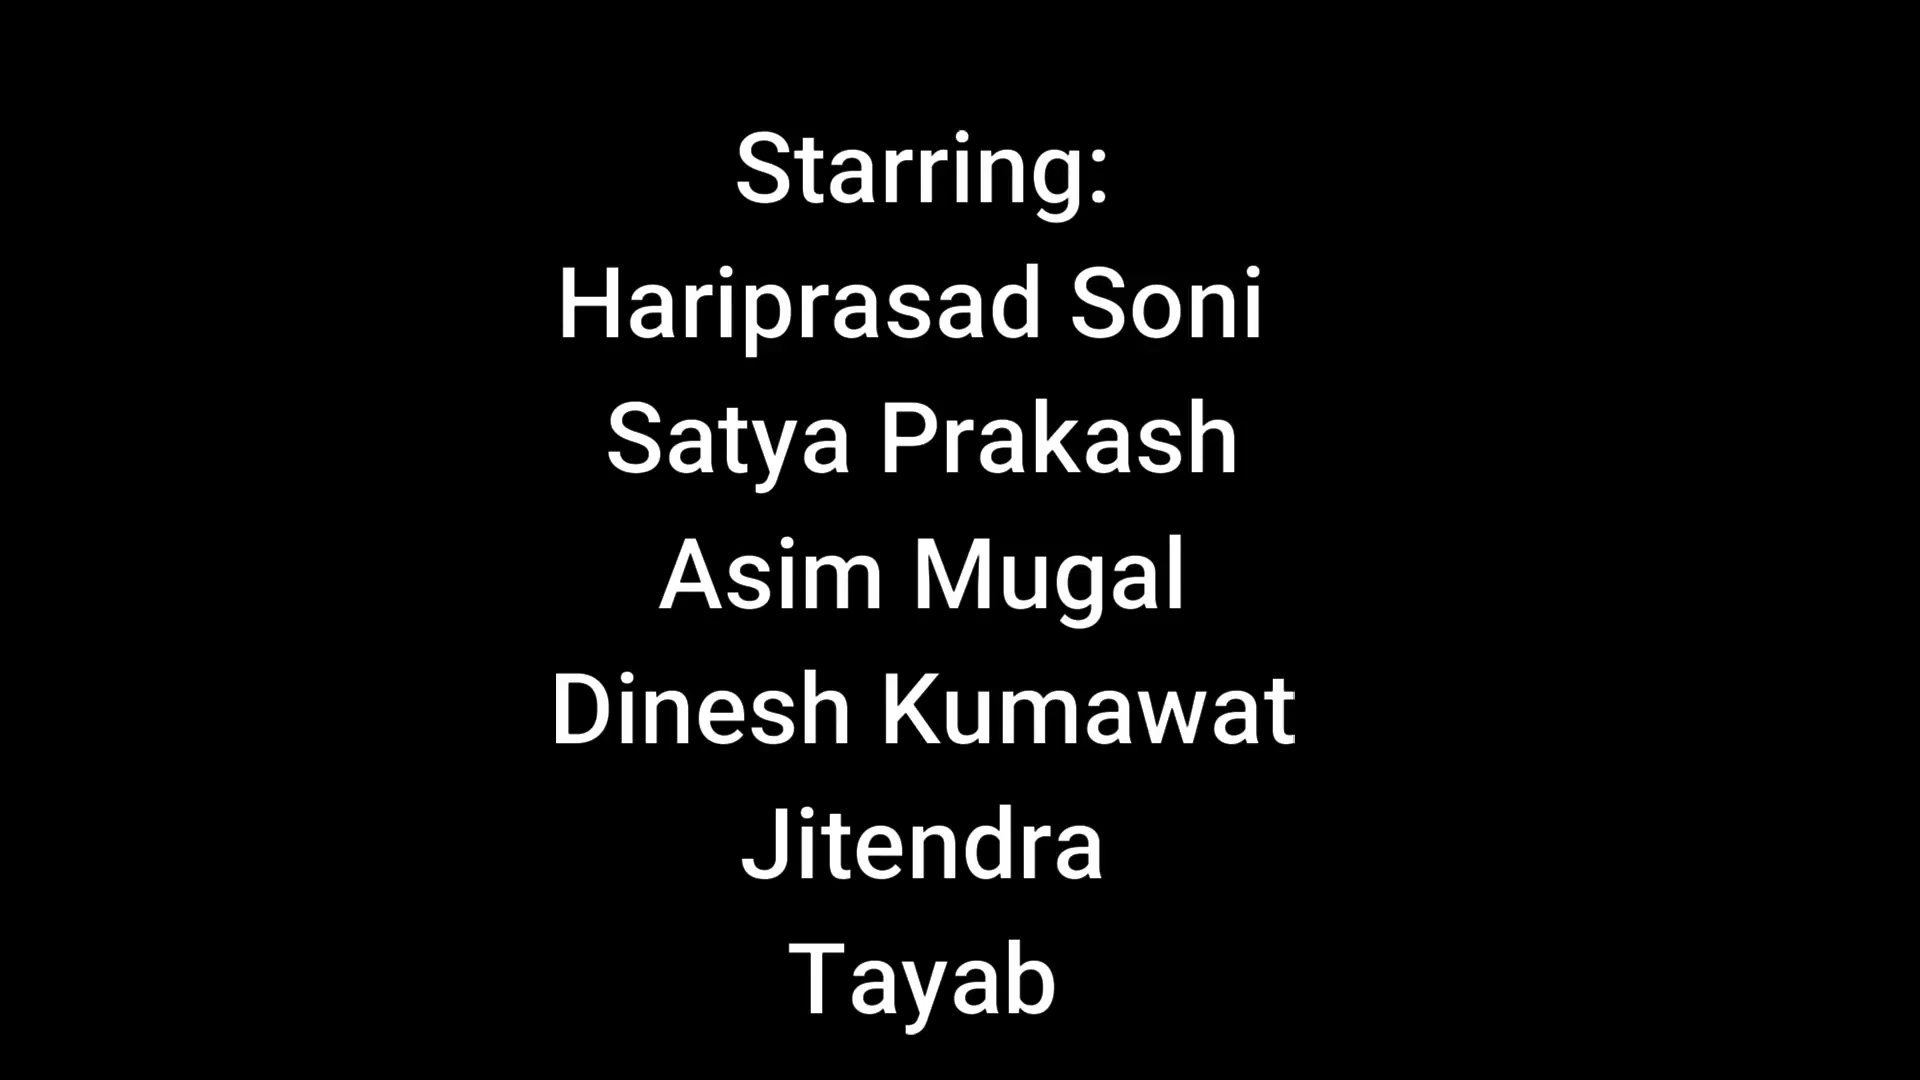 Starring:
Hariprasad Soni
Satya Prakash
Asim Mugal
Dinesh Kumawat
Jitendra
Tayab